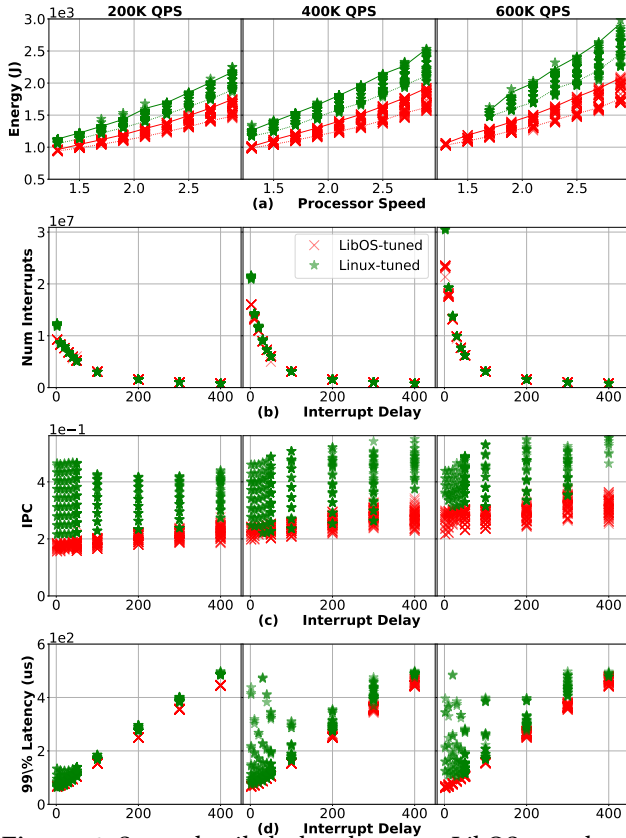 200K QPS 400K QPS 600K QPS
1e3
3.0
2.5
2.0
1.5
1.0
0.5
Energy (J)
1.5 2.0 2.5 1.5 2.0 2.5 1.5 2.0 2.5
(a) Processor Speed
1e7
3
2
1
0
Num Interrupts
LibOS-tuned
Linux-tuned
0 200 400 0 200 400 0 200 400
(b) Interrupt Delay
1e−1
4
2
0
IPC
0 200 400 0 200 400 0 200 400
(c) Interrupt Delay
1e2
6
4
2
0
99% Latency (us)
0 200 400 0 200 400 0 200 400
(d) Interrupt Delay